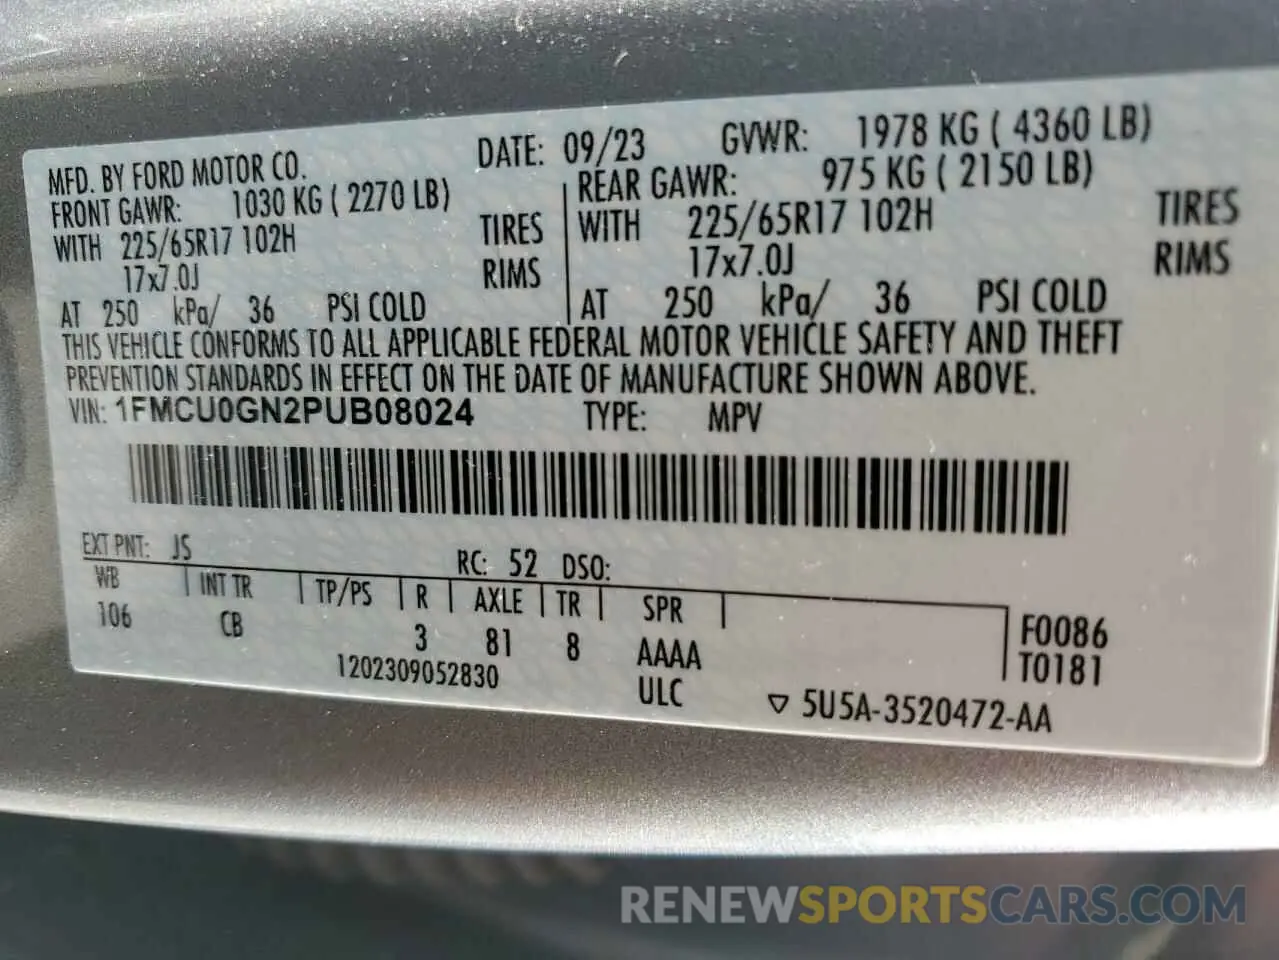 MFD. BY FORD MOTOR CO. DATE: 09/23 GVWR: 1978 KG ( 4360 LB)
FRONT GAWR: 1030 KG ( 2270 LB) REAR GAWR: 975 KG ( 2150 LB)
WITH 225/65R17 102H TIRES WITH 225/65R17 102H TIRES
17x7.0J RIMS 17x7.0J RIMS
AT 250 kPa/ 36 PSI COLD AT 250 kPa/ 36 PSI COLD
THIS VEHICLE CONFORMS TO ALL APPLICABLE FEDERAL MOTOR VEHICLE SAFETY AND THEFT
PREVENTION STANDARDS IN EFFECT ON THE DATE OF MANUFACTURE SHOWN ABOVE.
VIN: 1FMCU0GN2PUB08024 TYPE: MPV
EXT PNT: JS RC: 52 DSO:
WB INT TR TP/PS R AXLE TR SPR F0086
106 CB 3 81 8 AAAA T0181
1202309052830 ULC ▽ 5U5A-3520472-AA
RENEWSPORTSCARS.COM